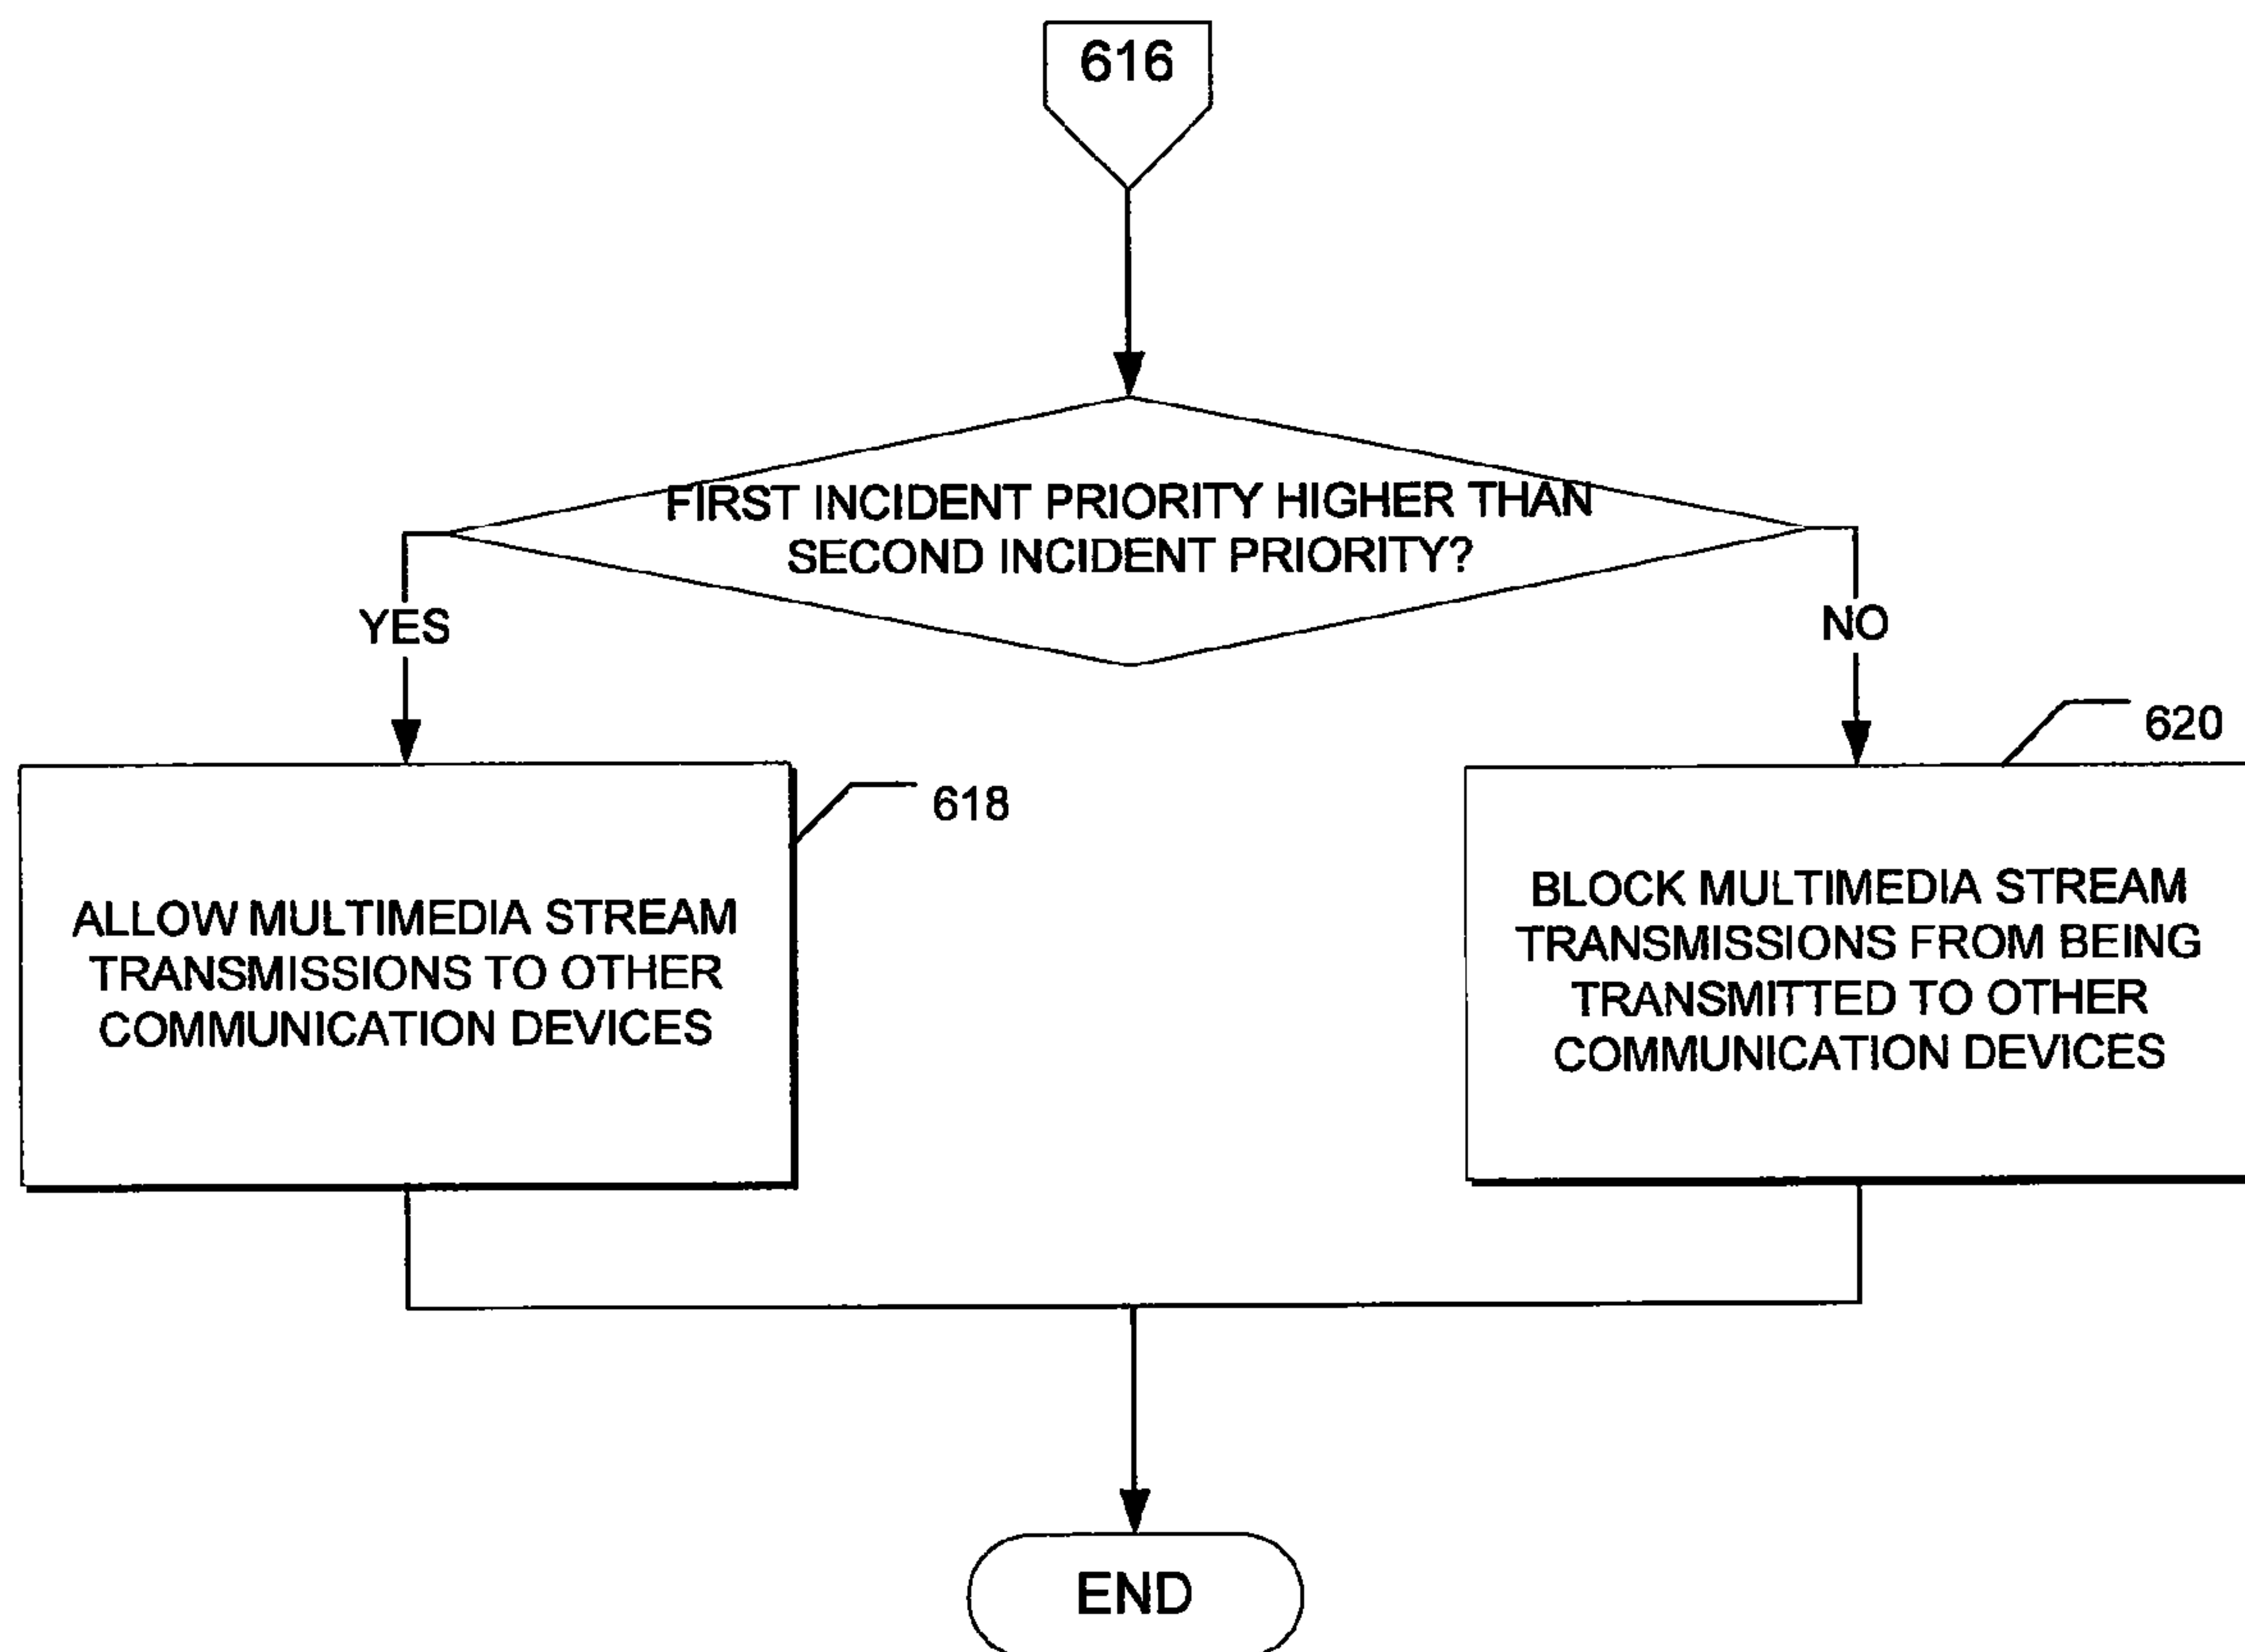 616
FIRST INCIDENT PRIORITY HIGHER THAN
SECOND INCIDENT PRIORITY?
YES
NO
620
618
ALLOW MULTIMEDIA STREAM
TRANSMISSIONS TO OTHER
COMMUNICATION DEVICES
BLOCK MULTIMEDIA STREAM
TRANSMISSIONS FROM BEING
TRANSMITTED TO OTHER
COMMUNICATION DEVICES
END